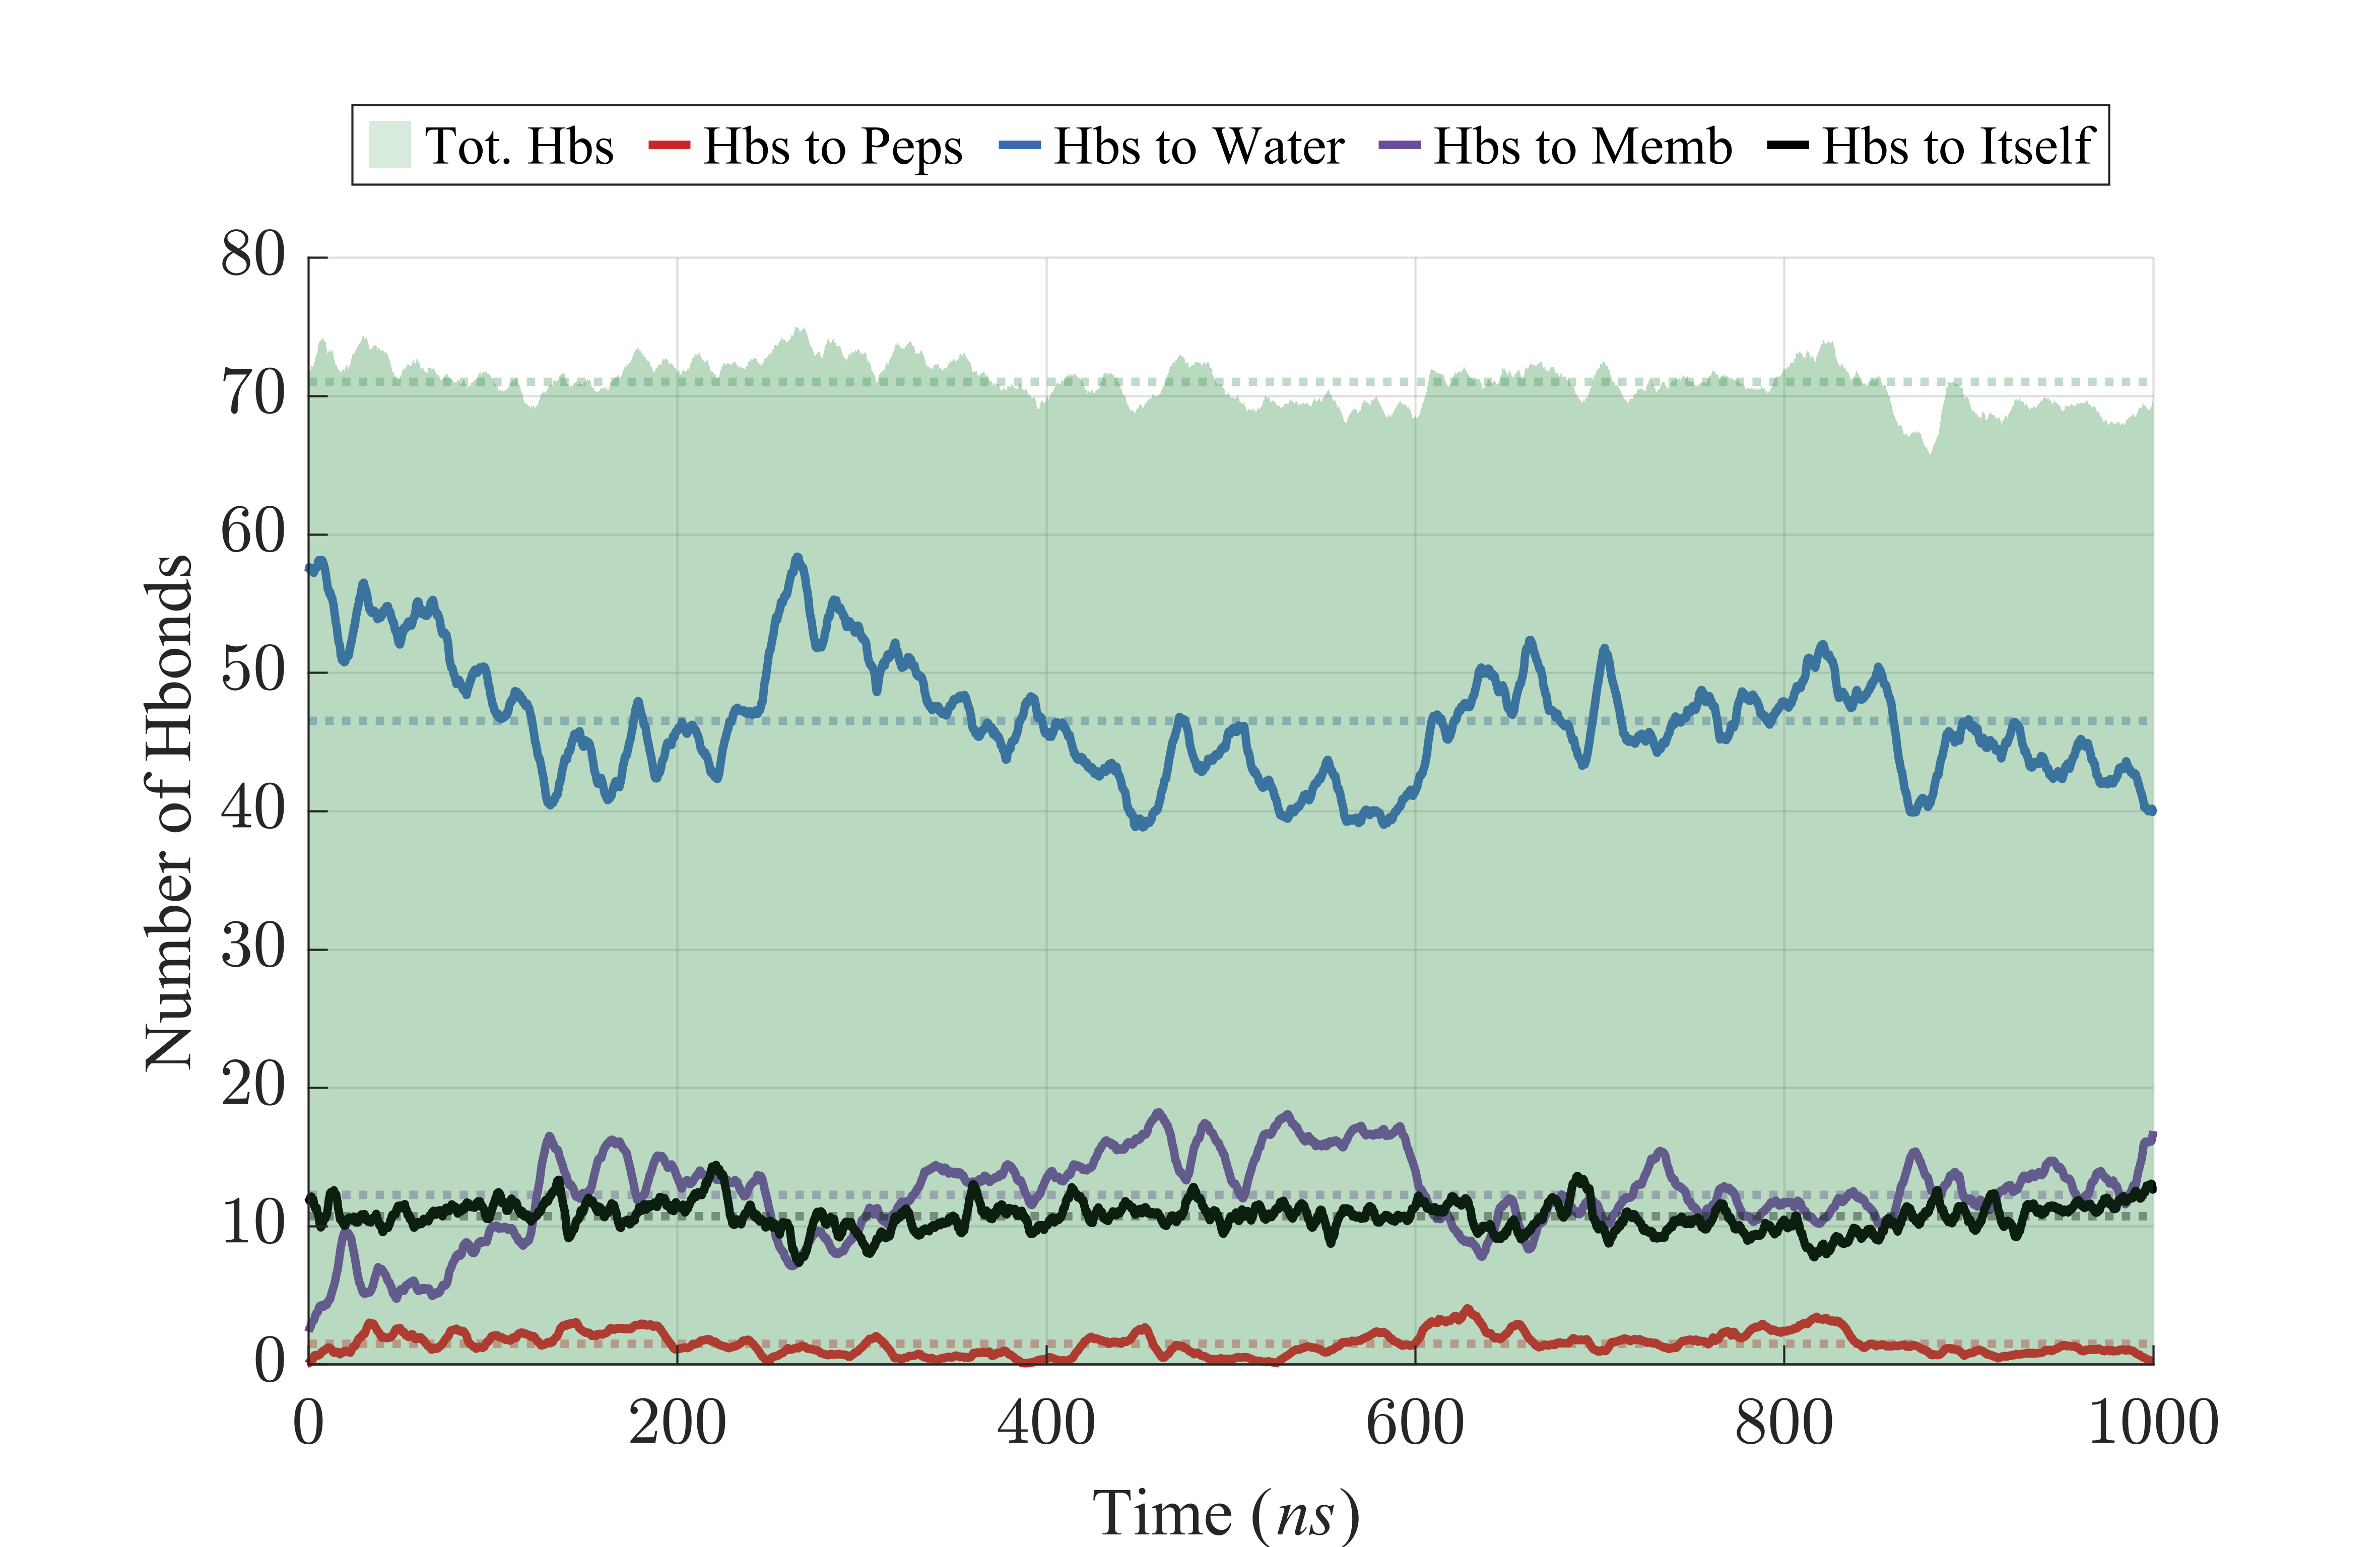 Tot. Hbs Hbs to Peps Hbs to Water Hbs to Memb Hbs to Itself
80
70
60
50
40
30
20
10
0
Number of Hbonds
0 200 400 600 800 1000
Time (ns)